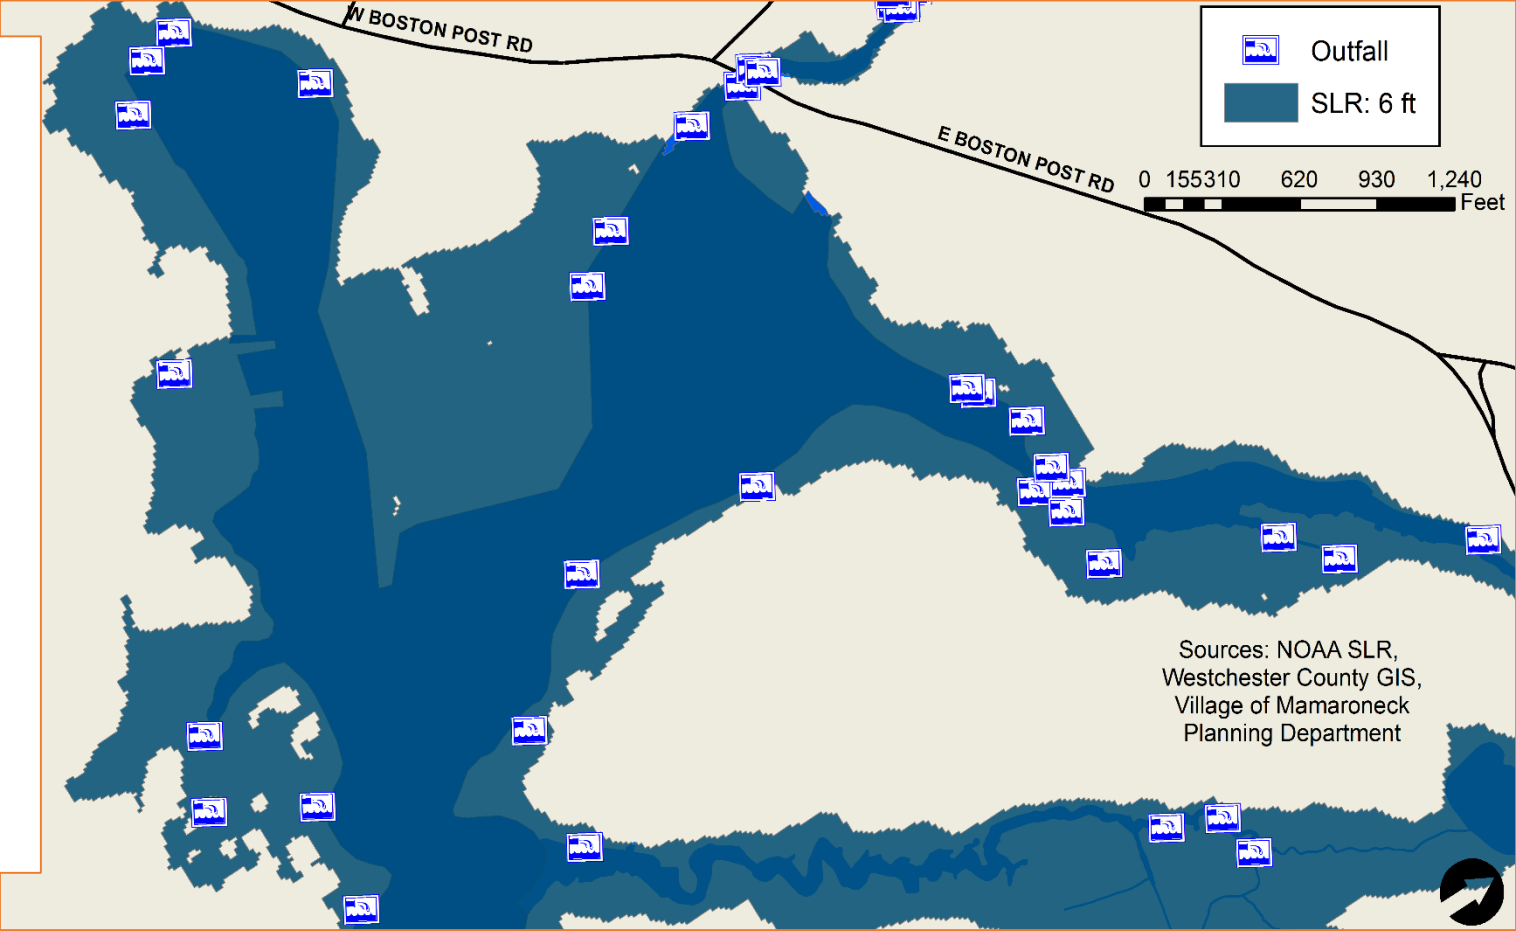 W BOSTON POST RD
Outfall
SLR: 6 ft
E BOSTON POST RD
0 155310 620 930 1,240
Feet
Sources: NOAA SLR,
Westchester County GIS,
Village of Mamaroneck
Planning Department